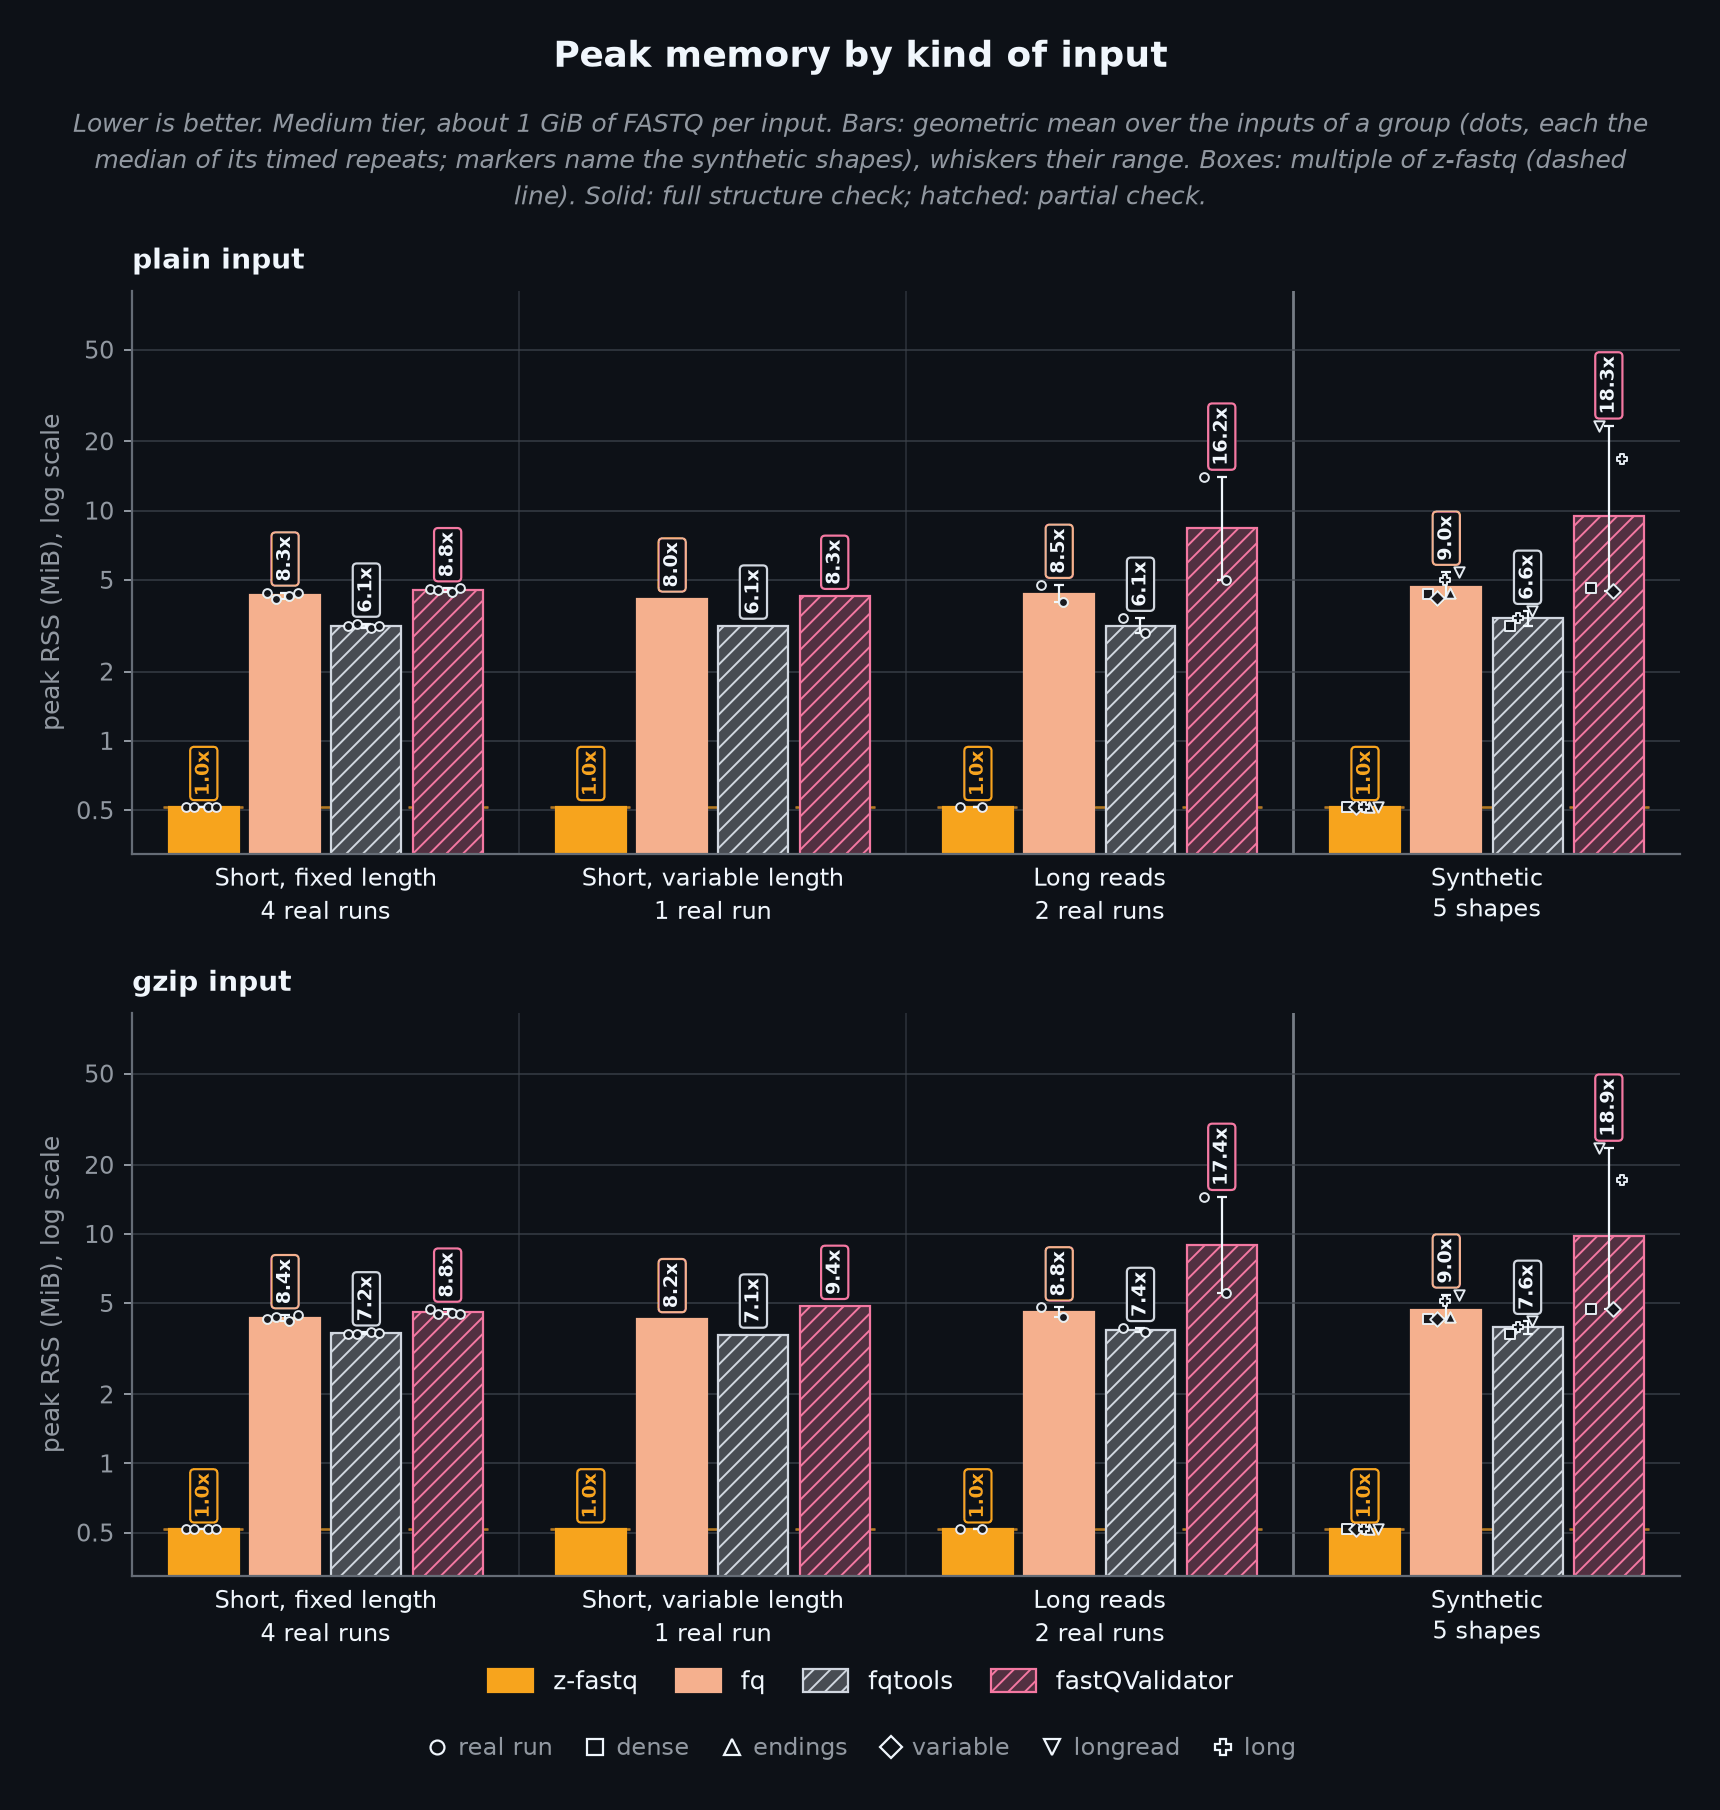 Peak memory by kind of input
Lower is better. Medium tier, about 1 GiB of FASTQ per input. Bars: geometric mean over the inputs of a group (dots, each the
median of its timed repeats; markers name the synthetic shapes), whiskers their range. Boxes: multiple of z-fastq (dashed
line). Solid: full structure check; hatched: partial check.
plain input
peak RSS (MiB), log scale
50
20
10
5
2
1
0.5
1.0x
8.3x
6.1x
8.8x
1.0x
8.0x
6.1x
8.3x
1.0x
8.5x
6.1x
16.2x
1.0x
9.0x
6.6x
18.3x
Short, fixed length
4 real runs
Short, variable length
1 real run
Long reads
2 real runs
Synthetic
5 shapes
gzip input
peak RSS (MiB), log scale
50
20
10
5
2
1
0.5
1.0x
8.4x
7.2x
8.8x
1.0x
8.2x
7.1x
9.4x
1.0x
8.8x
7.4x
17.4x
1.0x
9.0x
7.6x
18.9x
Short, fixed length
4 real runs
Short, variable length
1 real run
Long reads
2 real runs
Synthetic
5 shapes
z-fastq
fq
fqtools
fastQValidator
real run
dense
endings
variable
longread
long